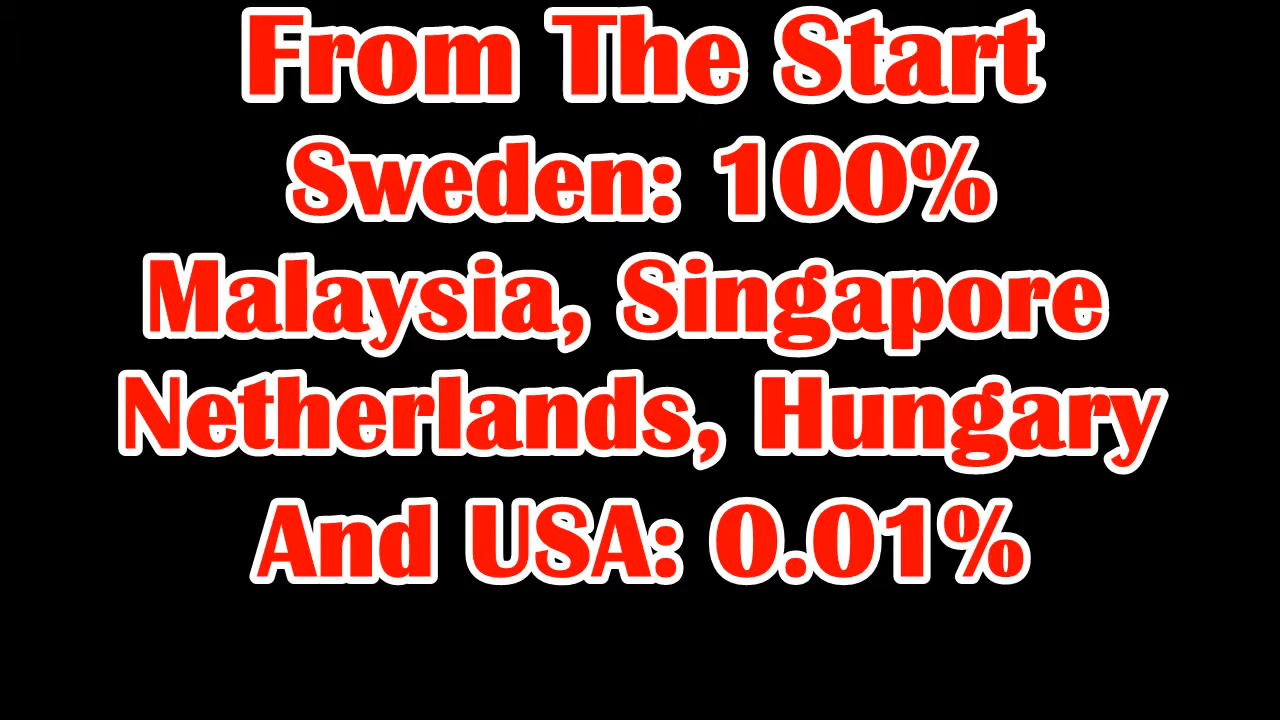 From The Start
Sweden: 100%
Malaysia, Singapore
Netherlands, Hungary
And USA: 0.01%